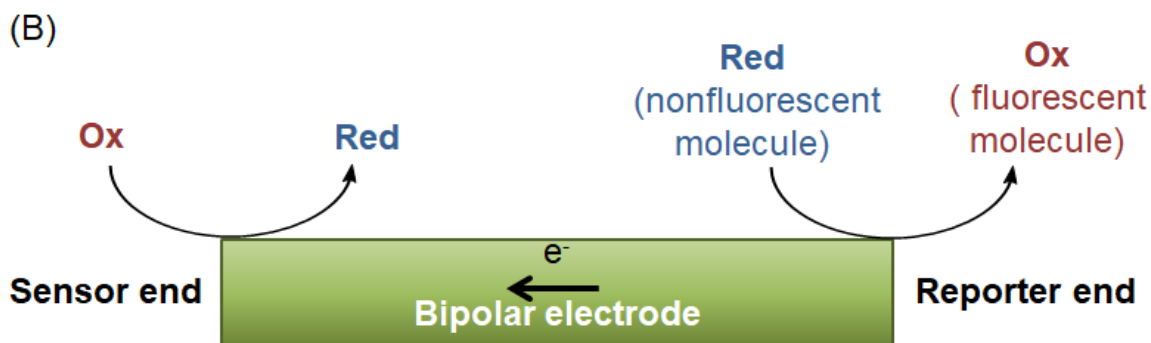 (B)
Red
(nonfluorescent
molecule)
Ox
( fluorescent
molecule)
Ox
Red
e-
Sensor end
Bipolar electrode
Reporter end